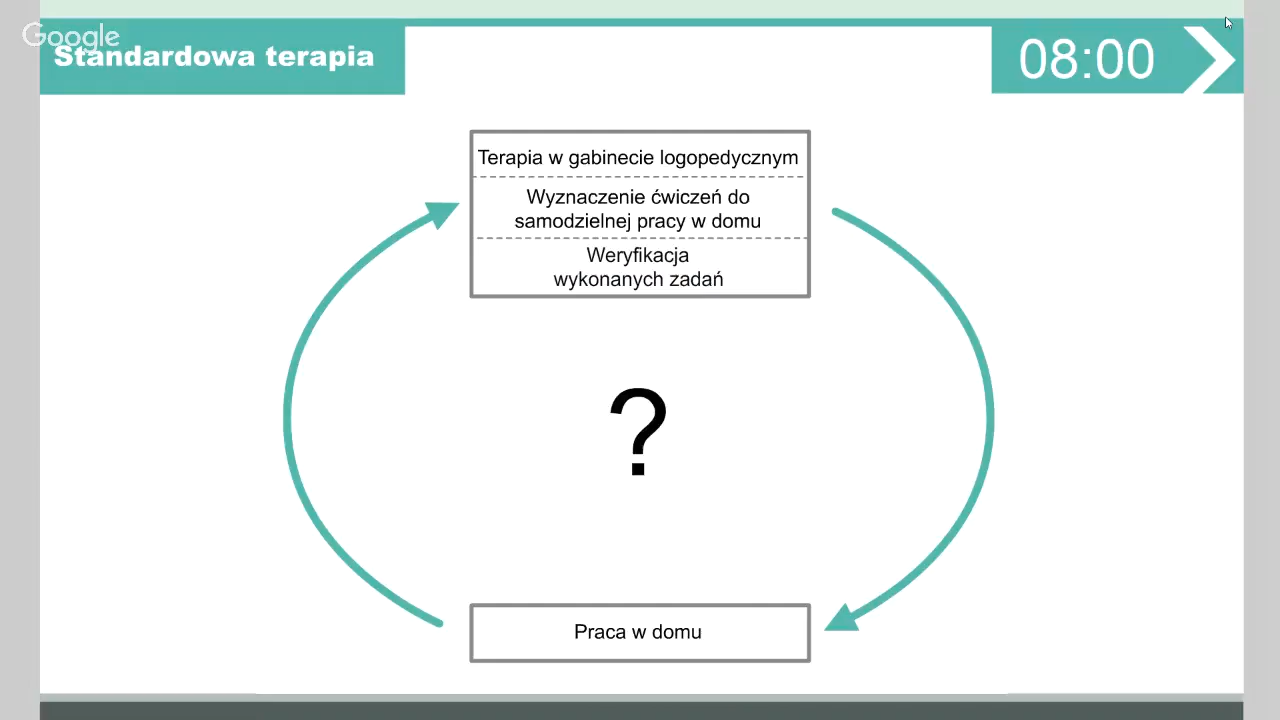 Google
Standardowa terapia
08:00
Terapia w gabinecie logopedycznym
Wyznaczenie ćwiczeń do
samodzielnej pracy w domu
Weryfikacja
wykonanych zadań
?
Praca w domu